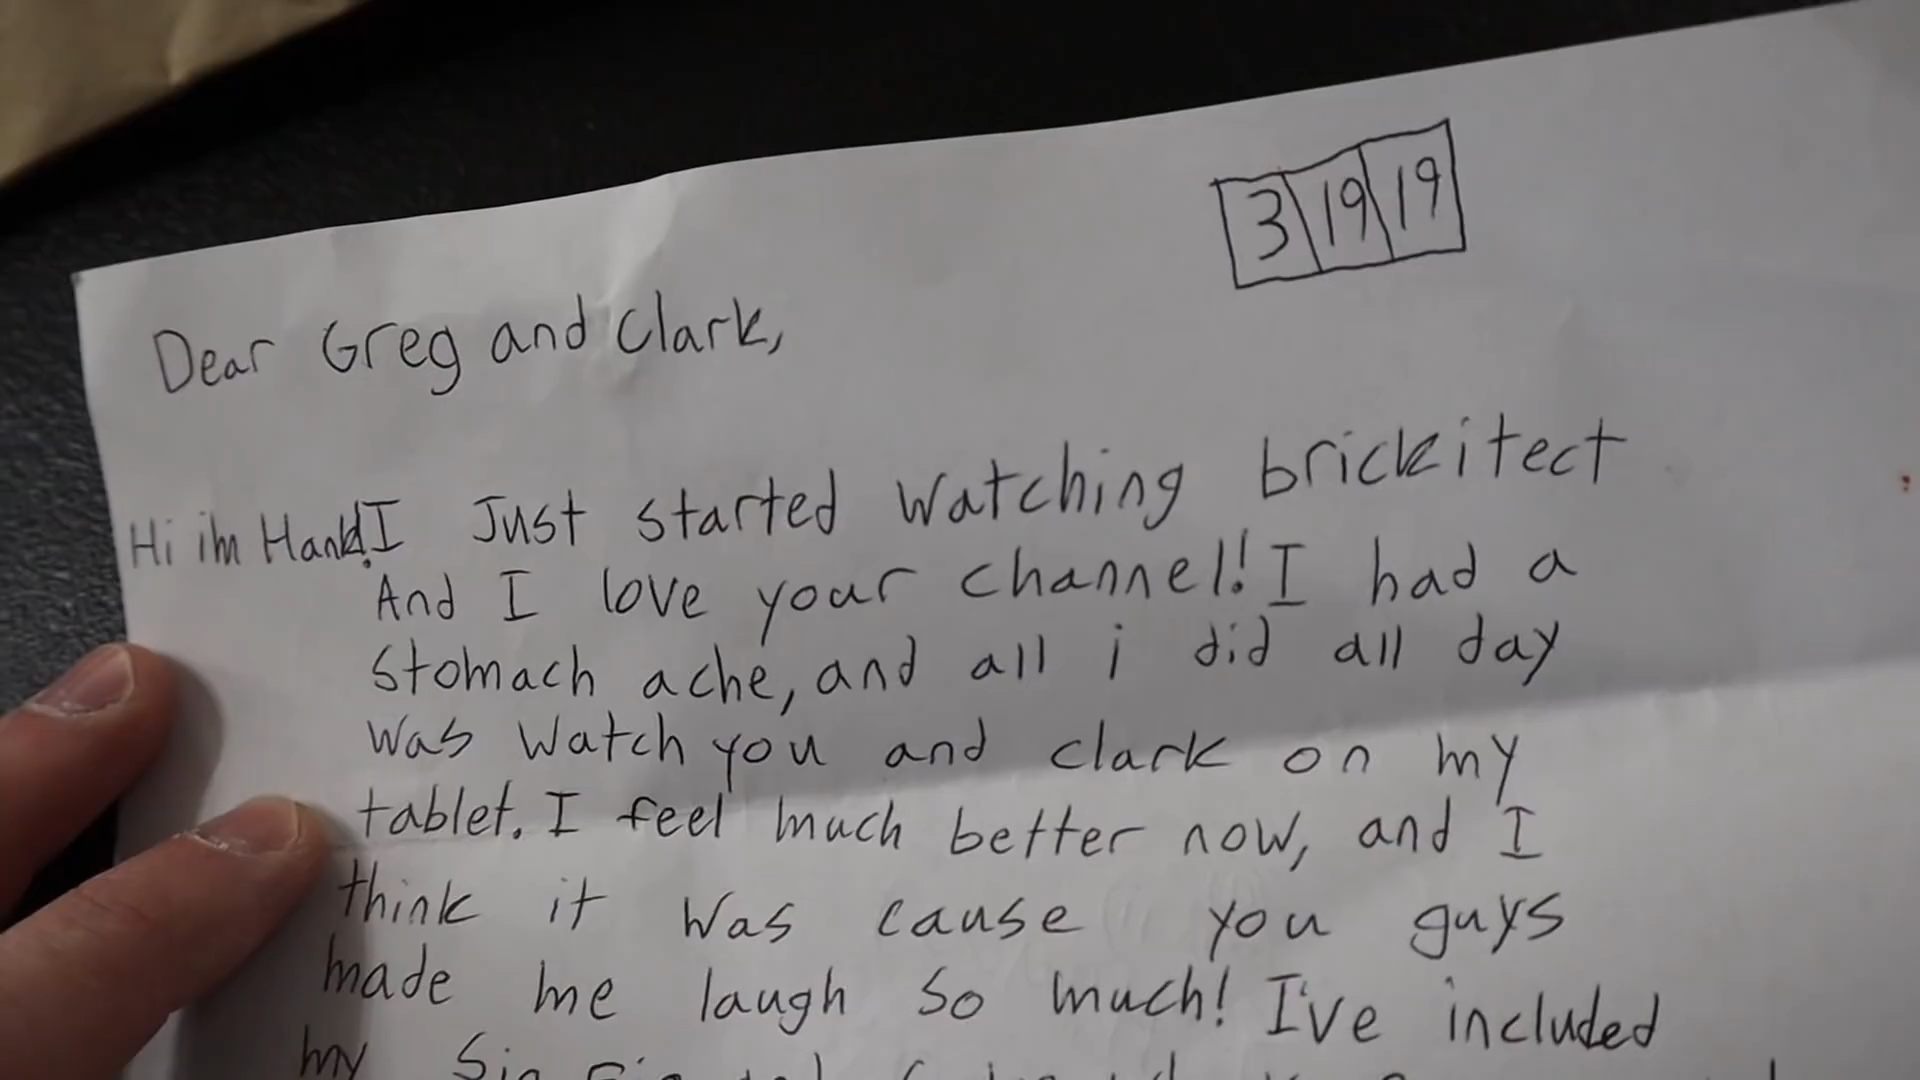 3 19 19
Dear Greg and Clark,
Hi im Hank! I Just started watching brickitect
And I love your channel! I had a
stomach ache, and all i did all day
was watch you and clark on my
tablet. I feel much better now, and I
think it was cause you guys
made me laugh so much! I've included
my